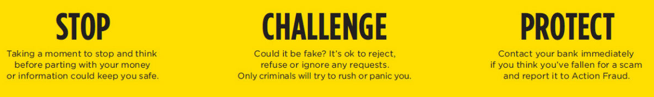 STOP
Taking a moment to stop and think
before parting with your money
or information could keep you safe.
CHALLENGE
Could it be fake? It's ok to reject,
refuse or ignore any requests.
Only criminals will try to rush or panic you.
PROTECT
Contact your bank immediately
if you think you've fallen for a scam
and report it to Action Fraud.